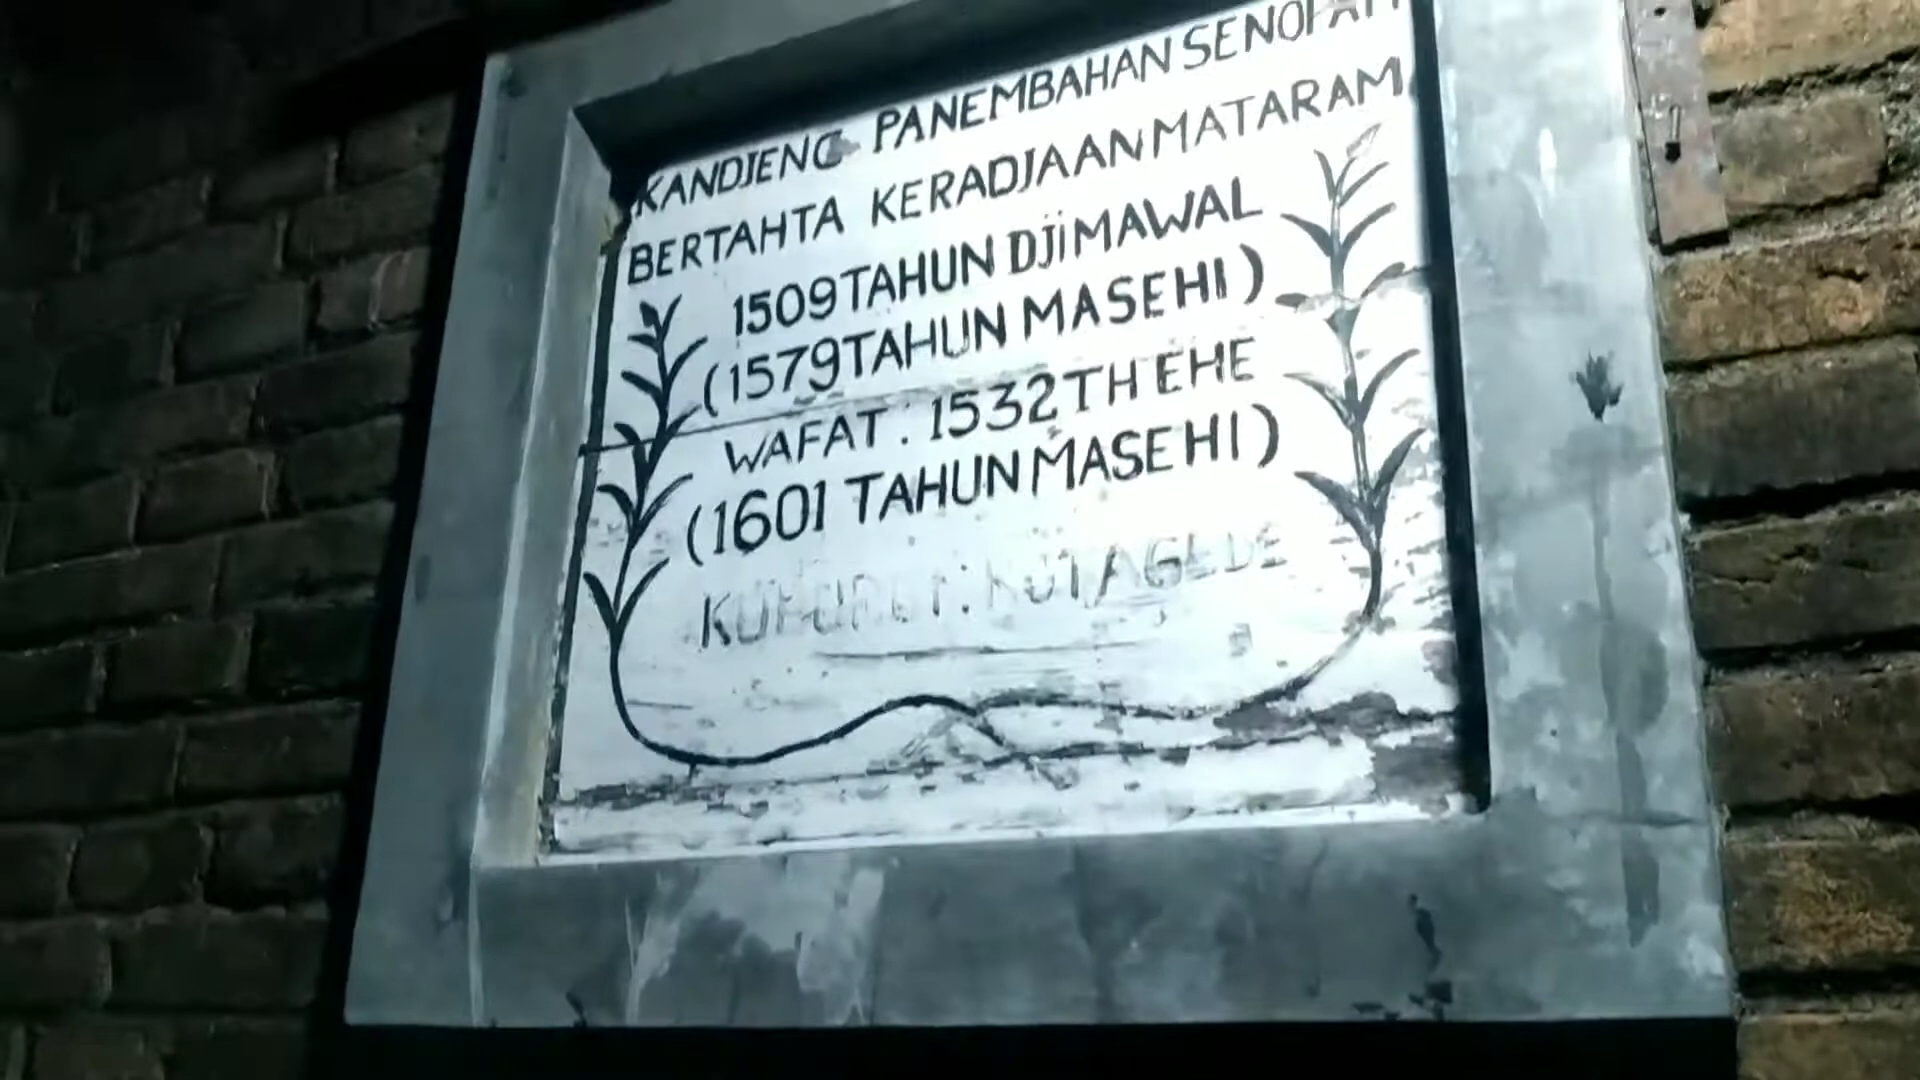 KANDJENG PANEMBAHAN SENOPATI
BERTAHTA KERADJAAN MATARAM
1509 TAHUN DJIMAWAL
(1579 TAHUN MASEHI)
WAFAT : 1532 TH EHE
(1601 TAHUN MASEHI)
KUTAGEDE